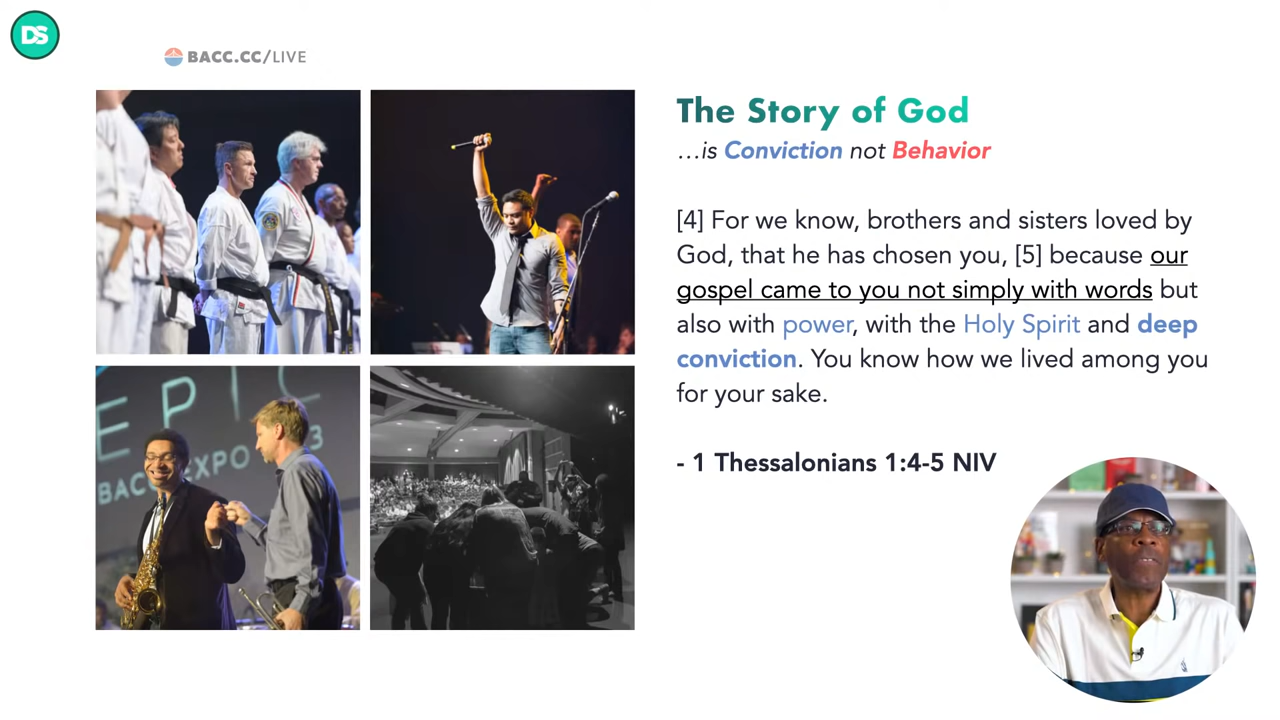 DS
BACC.CC/LIVE
The Story of God
...is Conviction not Behavior
[4] For we know, brothers and sisters loved by
God, that he has chosen you, [5] because our
gospel came to you not simply with words but
also with power, with the Holy Spirit and deep
conviction. You know how we lived among you
for your sake.
- 1 Thessalonians 1:4-5 NIV
EPIC
BACC EXPO